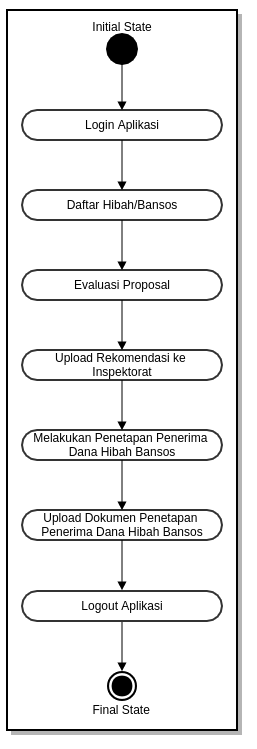 Initial State
Login Aplikasi
Daftar Hibah/Bansos
Evaluasi Proposal
Upload Rekomendasi ke
Inspektorat
Melakukan Penetapan Penerima
Dana Hibah Bansos
Upload Dokumen Penetapan
Penerima Dana Hibah Bansos
Logout Aplikasi
Final State